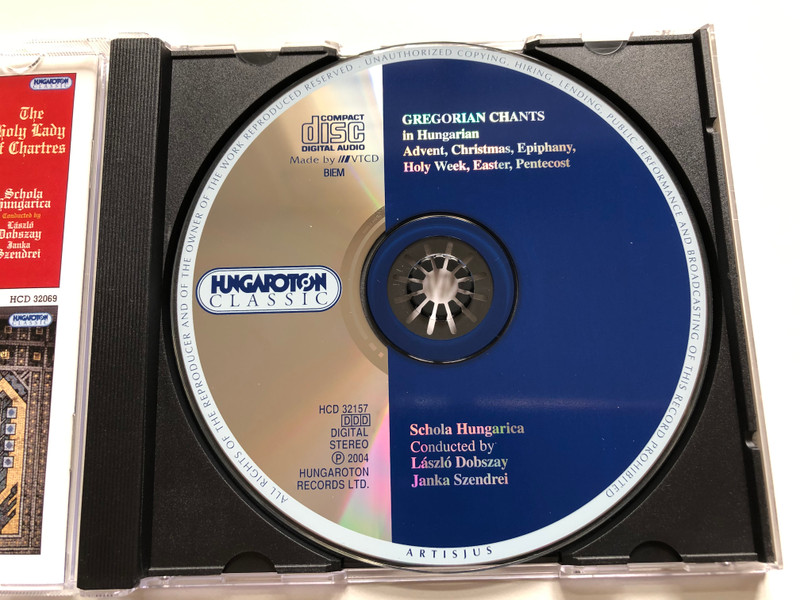 HUNGAROTON
CLASSIC
The
Holy Lady
of Chartres
Schola
Hungarica
Conducted by
László
Dobszay
Janka
Szendrei
HCD 32069
HUNGAROTON
CLASSIC
ALL RIGHTS OF THE REPRODUCER AND OF THE OWNER OF THE WORK REPRODUCED RESERVED · UNAUTHORIZED COPYING, HIRING, LENDING, PUBLIC PERFORMANCE AND BROADCASTING OF THIS RECORD PROHIBITED
COMPACT
disc
DIGITAL AUDIO
Made by VTCD
BIEM
GREGORIAN CHANTS
in Hungarian
Advent, Christmas, Epiphany,
Holy Week, Easter, Pentecost
HUNGAROTON
CLASSIC
HCD 32157
DDD
DIGITAL
STEREO
℗ 2004
HUNGAROTON
RECORDS LTD.
Schola Hungarica
Conducted by
László Dobszay
Janka Szendrei
ARTISJUS